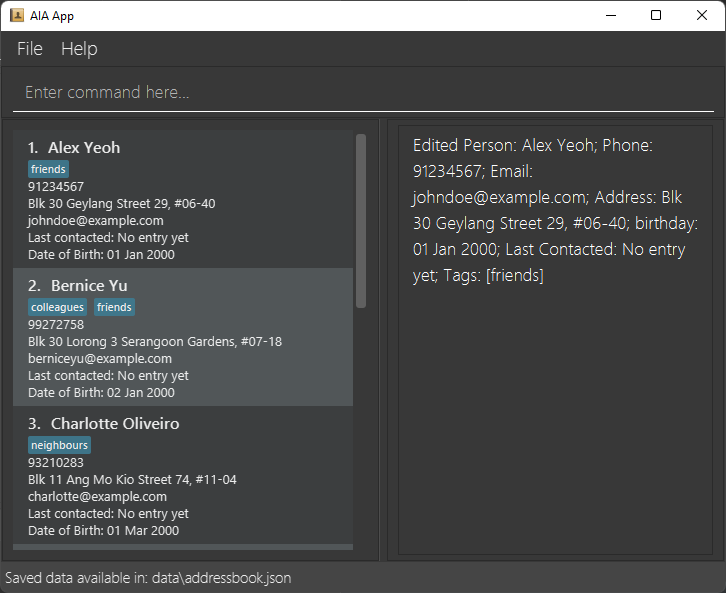 AIA App
File Help
Enter command here...
1. Alex Yeoh
friends
91234567
Blk 30 Geylang Street 29, #06-40
johndoe@example.com
Last contacted: No entry yet
Date of Birth: 01 Jan 2000
2. Bernice Yu
colleagues friends
99272758
Blk 30 Lorong 3 Serangoon Gardens, #07-18
berniceyu@example.com
Last contacted: No entry yet
Date of Birth: 02 Jan 2000
3. Charlotte Oliveiro
neighbours
93210283
Blk 11 Ang Mo Kio Street 74, #11-04
charlotte@example.com
Last contacted: No entry yet
Date of Birth: 01 Mar 2000
Edited Person: Alex Yeoh; Phone:
91234567; Email:
johndoe@example.com; Address: Blk
30 Geylang Street 29, #06-40; birthday:
01 Jan 2000; Last Contacted: No entry
yet; Tags: [friends]
Saved data available in: data\addressbook.json